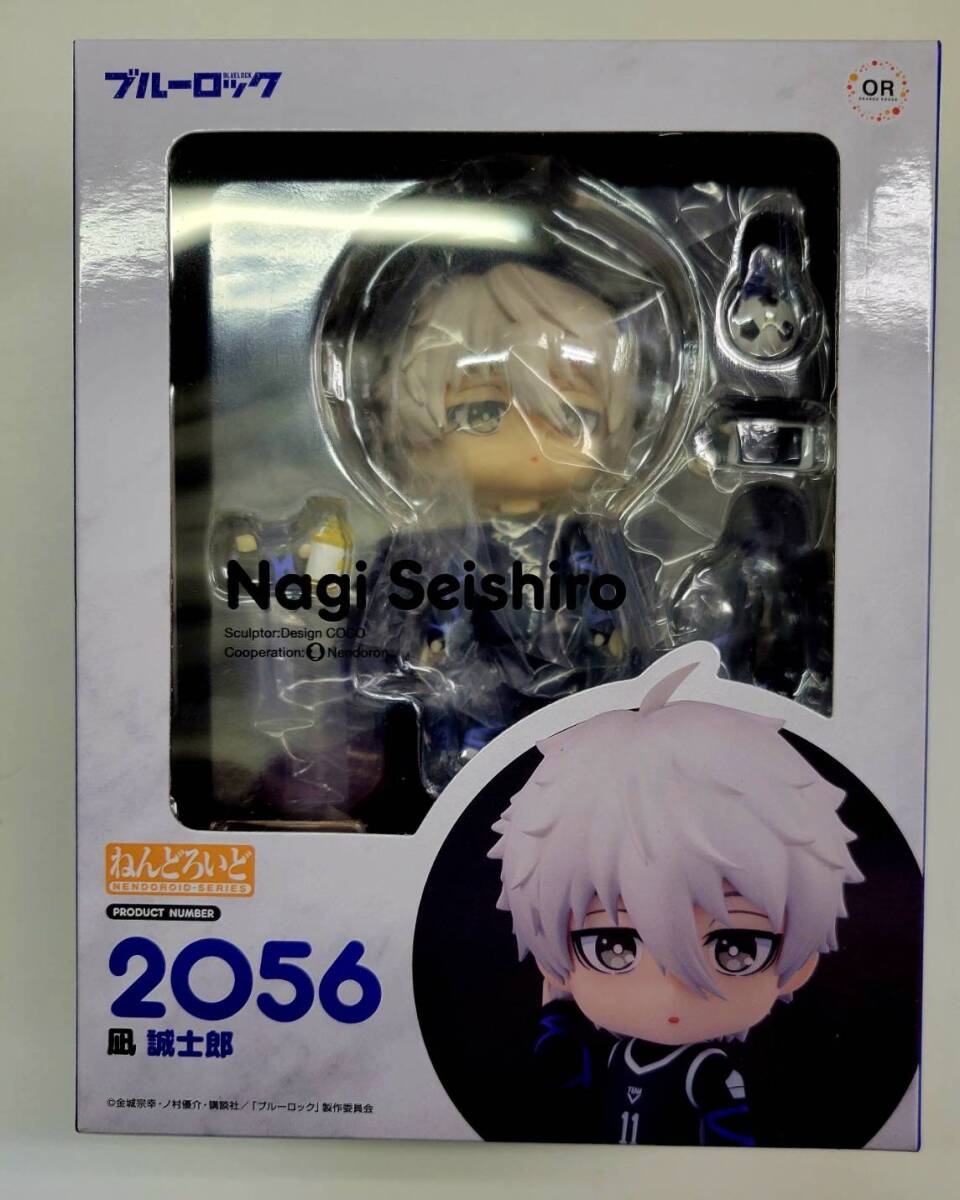 ブルーロック
BLUELOCK
OR
ORANGE ROUGE
Nagi Seishiro
Sculptor:Design COCO
Cooperation: Nendoron
ねんどろいど
NENDOROID-SERIES
PRODUCT NUMBER
2056
凪 誠士郎
©金城宗幸・ノ村優介・講談社／「ブルーロック」製作委員会
11